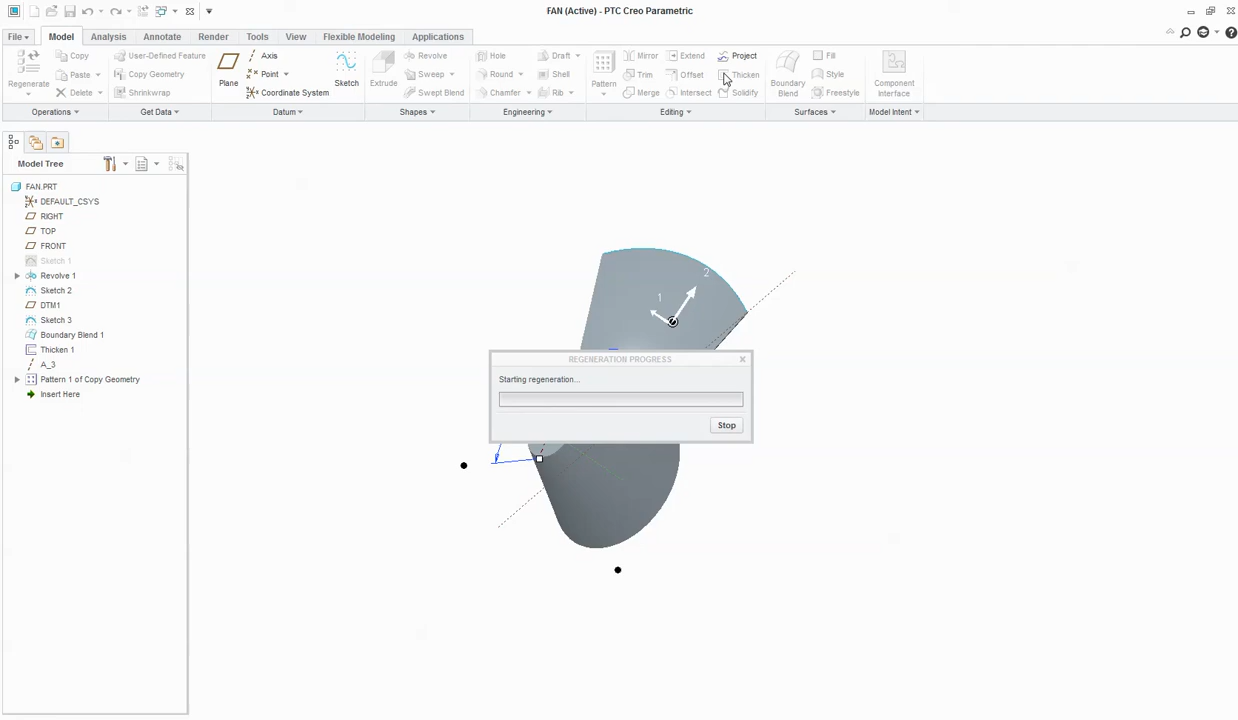 FAN (Active) - PTC Creo Parametric
File Model Analysis Annotate Render Tools View Flexible Modeling Applications
Regenerate
Copy
Paste
Delete
User-Defined Feature
Copy Geometry
Shrinkwrap
Plane
Axis
Point
Coordinate System
Sketch
Extrude
Revolve
Sweep
Swept Blend
Hole
Round
Chamfer
Draft
Shell
Rib
Pattern
Mirror
Trim
Merge
Extend
Offset
Intersect
Project
Thicken
Solidify
Boundary
Blend
Fill
Style
Freestyle
Component
Interface
Operations Get Data Datum Shapes Engineering Editing Surfaces Model Intent
Model Tree
FAN.PRT
DEFAULT_CSYS
RIGHT
TOP
FRONT
Sketch 1
Revolve 1
Sketch 2
DTM1
Sketch 3
Boundary Blend 1
Thicken 1
A_3
Pattern 1 of Copy Geometry
Insert Here
2
1
REGENERATION PROGRESS
Starting regeneration...
Stop